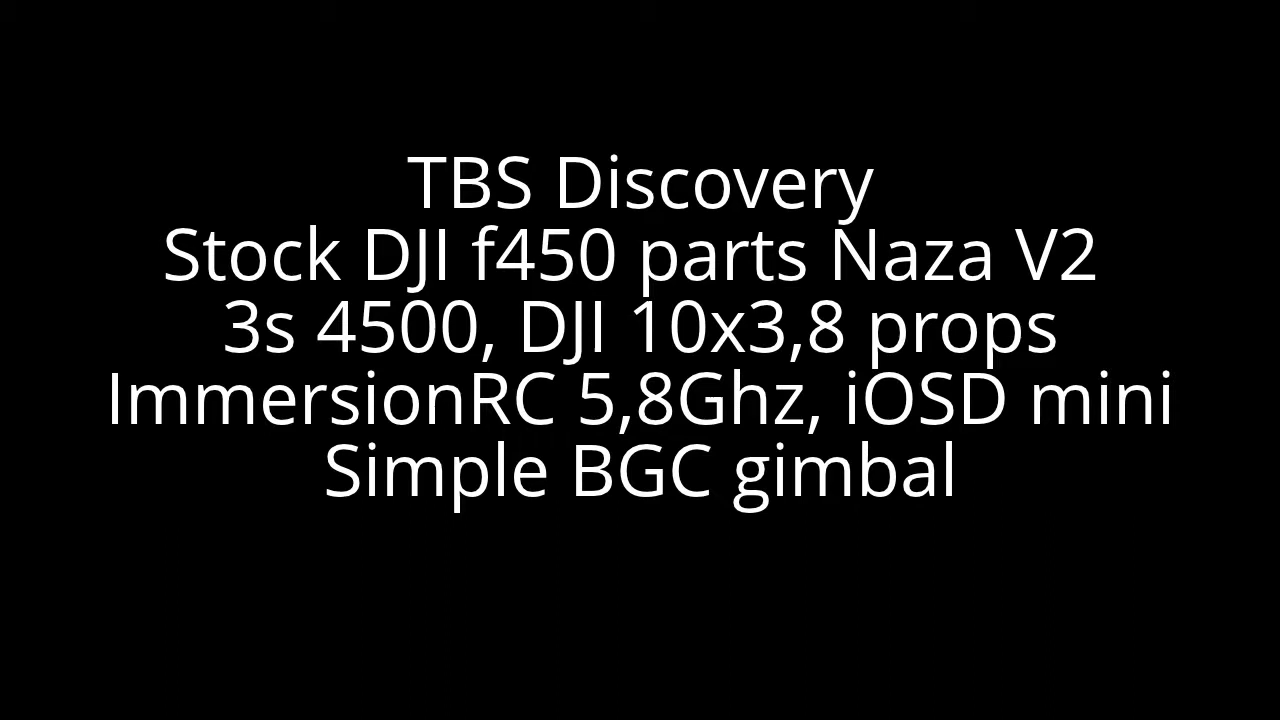 TBS Discovery
Stock DJI f450 parts Naza V2
3s 4500, DJI 10x3,8 props
ImmersionRC 5,8Ghz, iOSD mini
Simple BGC gimbal